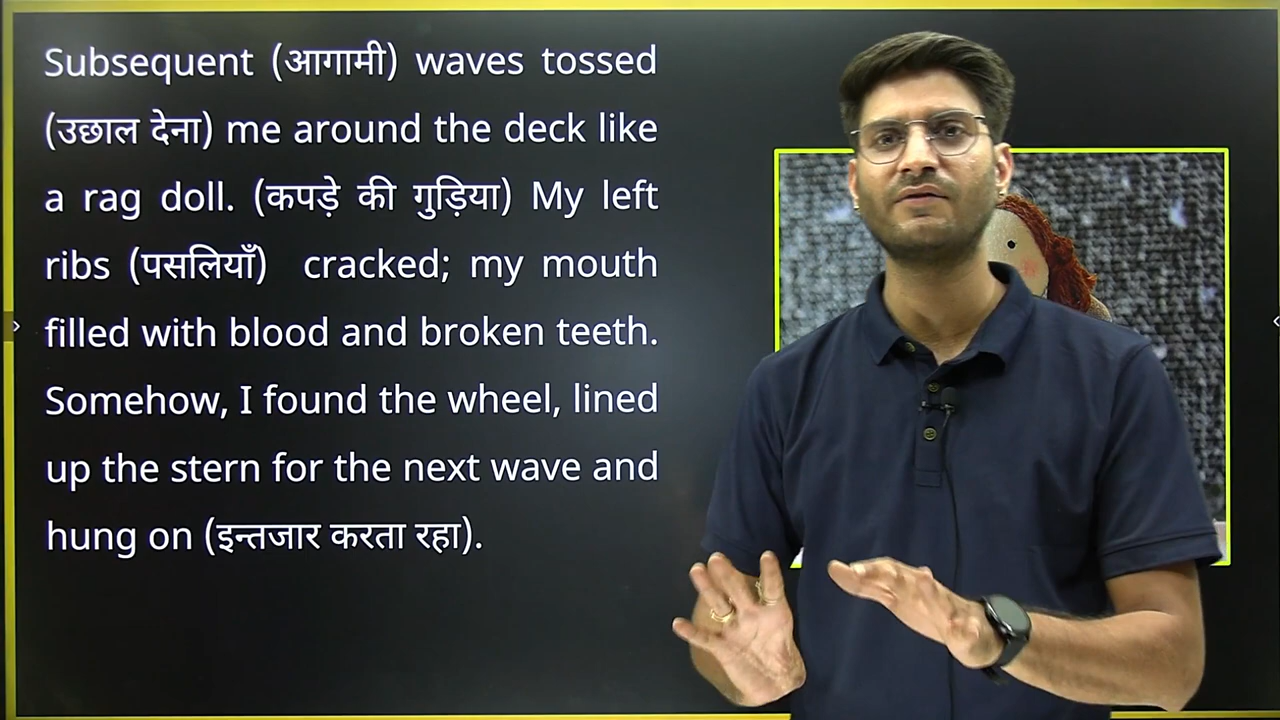 Subsequent (आगामी) waves tossed
(उछाल देना) me around the deck like
a rag doll. (कपड़े की गुड़िया) My left
ribs (पसलियाँ) cracked; my mouth
filled with blood and broken teeth.
Somehow, I found the wheel, lined
up the stern for the next wave and
hung on (इन्तजार करता रहा).